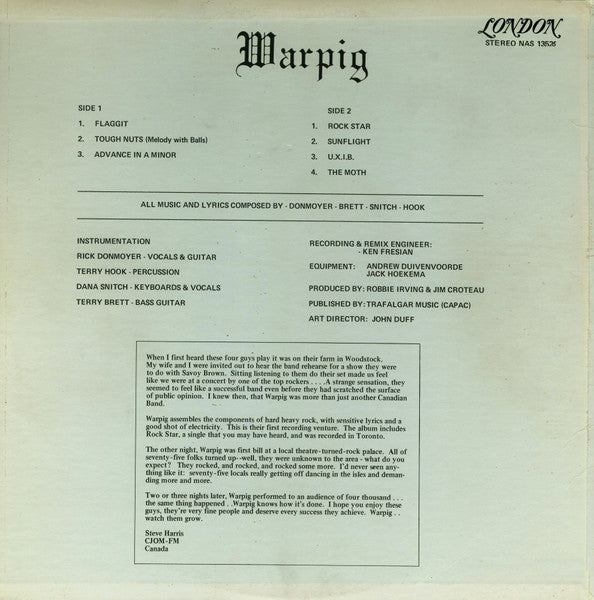 LONDON
STEREO NAS 13528
Warpig
SIDE 1
1. FLAGGIT
2. TOUGH NUTS (Melody with Balls)
3. ADVANCE IN A MINOR
SIDE 2
1. ROCK STAR
2. SUNFLIGHT
3. U.X.I.B.
4. THE MOTH
ALL MUSIC AND LYRICS COMPOSED BY - DONMOYER - BRETT - SNITCH - HOOK
INSTRUMENTATION
RICK DONMOYER - VOCALS & GUITAR
TERRY HOOK - PERCUSSION
DANA SNITCH - KEYBOARDS & VOCALS
TERRY BRETT - BASS GUITAR
RECORDING & REMIX ENGINEER:
- KEN FRESIAN
EQUIPMENT: ANDREW DUIVENVOORDE
JACK HOEKEMA
PRODUCED BY: ROBBIE IRVING & JIM CROTEAU
PUBLISHED BY: TRAFALGAR MUSIC (CAPAC)
ART DIRECTOR: JOHN DUFF
When I first heard these four guys play it was on their farm in Woodstock.
My wife and I were invited out to hear the band rehearse for a show they were
to do with Savoy Brown. Sitting listening to them do their set made us feel
like we were at a concert by one of the top rockers . . . .A strange sensation, they
seemed to feel like a successful band even before they had scratched the surface
of public opinion. I knew then, that Warpig was more than just another Canadian
Band.
Warpig assembles the components of hard heavy rock, with sensitive lyrics and a
good shot of electricity. This is their first recording venture. The album includes
Rock Star, a single that you may have heard, and was recorded in Toronto.
The other night, Warpig was first bill at a local theatre-turned-rock palace. All of
seventy-five folks turned up--well, they were unknown to the area - what do you
expect? They rocked, and rocked, and rocked some more. I'd never seen any-
thing like it: seventy-five locals really getting off dancing in the isles and deman-
ding more and more.
Two or three nights later, Warpig performed to an audience of four thousand . . .
the same thing happened . .Warpig knows how it's done. I hope you enjoy these
guys, they're very fine people and deserve every success they achieve. Warpig . .
watch them grow.
Steve Harris
CJOM-FM
Canada